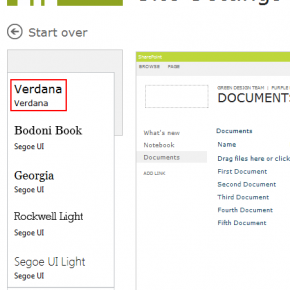 Site Settings
Start over
Verdana
Verdana
Bodoni Book
Segoe UI
Georgia
Segoe UI
Rockwell Light
Segoe UI
Segoe UI Light
Segoe UI
SharePoint
BROWSE PAGE
GREEN DESIGN TEAM | PURPLE
DOCUMENTS
What's new
Notebook
Documents
ADD LINK
Documents
Name
Drag files here or click
First Document
Second Document
Third Document
Fourth Document
Fifth Document